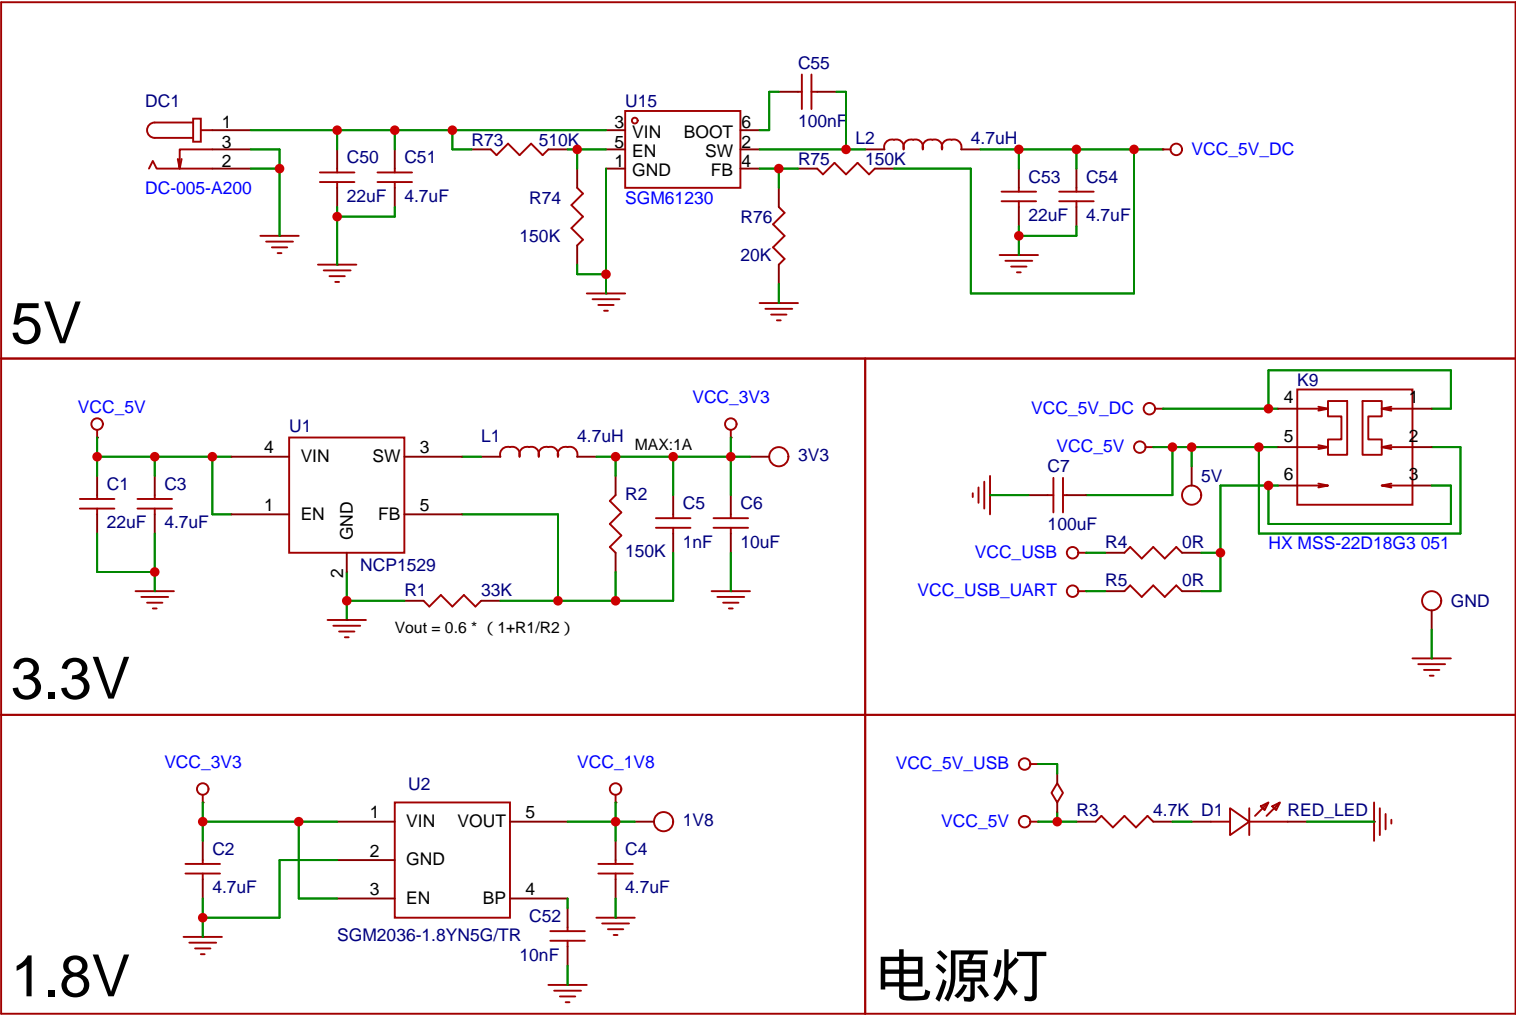 DC1
1
3
2
DC-005-A200
C50
22uF
C51
4.7uF
R73
510K
R74
150K
U15
3
5
1
VIN
EN
GND
BOOT
SW
FB
6
2
4
SGM61230
C55
100nF
L2
4.7uH
R75
150K
R76
20K
C53
22uF
C54
4.7uF
VCC_5V_DC
5V
VCC_5V
C1
22uF
C3
4.7uF
U1
4
1
VIN
EN
GND
SW
FB
3
5
2
NCP1529
L1
4.7uH
MAX:1A
VCC_3V3
3V3
R2
150K
C5
1nF
C6
10uF
R1
33K
Vout = 0.6 * ( 1+R1/R2 )
3.3V
VCC_5V_DC
VCC_5V
K9
4
5
6
1
2
3
5V
C7
100uF
HX MSS-22D18G3 051
VCC_USB
R4
0R
VCC_USB_UART
R5
0R
GND
VCC_3V3
C2
4.7uF
U2
1
2
3
VIN
GND
EN
VOUT
BP
5
4
SGM2036-1.8YN5G/TR
VCC_1V8
1V8
C4
4.7uF
C52
10nF
1.8V
VCC_5V_USB
VCC_5V
R3
4.7K
D1
RED_LED
电源灯